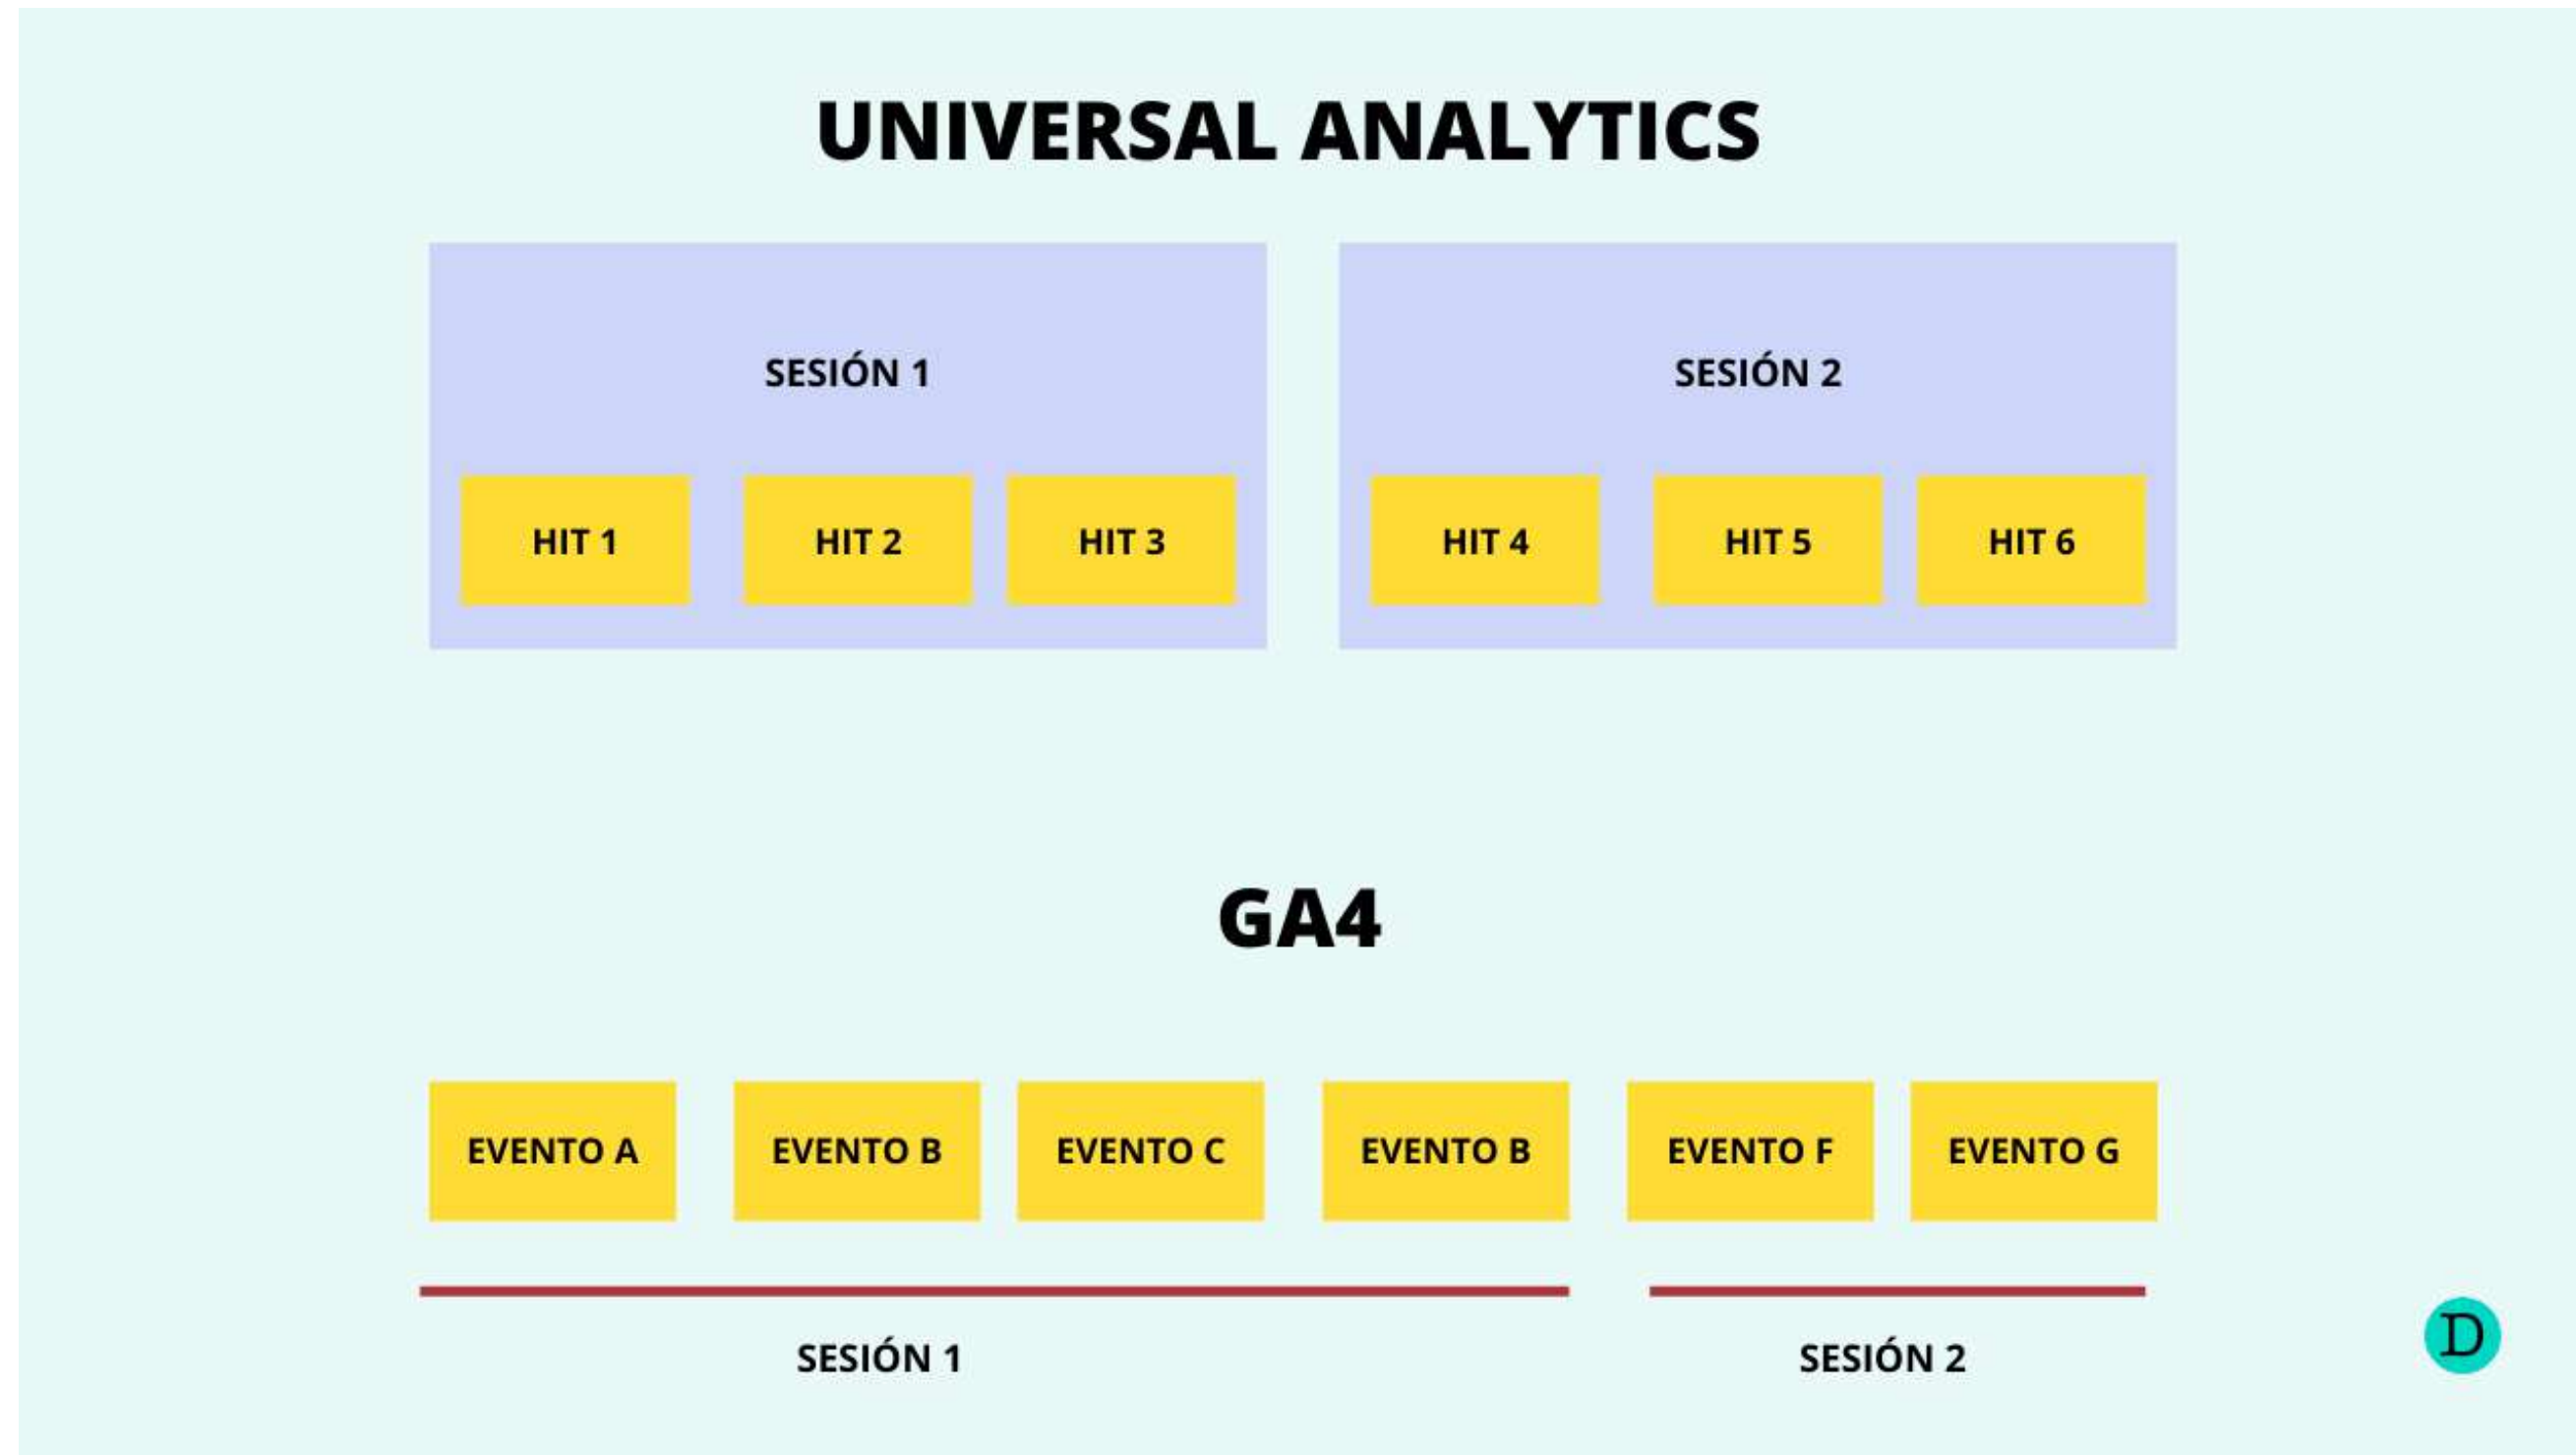 UNIVERSAL ANALYTICS
SESIÓN 1
HIT 1
HIT 2
HIT 3
SESIÓN 2
HIT 4
HIT 5
HIT 6
GA4
EVENTO A
EVENTO B
EVENTO C
EVENTO B
EVENTO F
EVENTO G
SESIÓN 1
SESIÓN 2
D